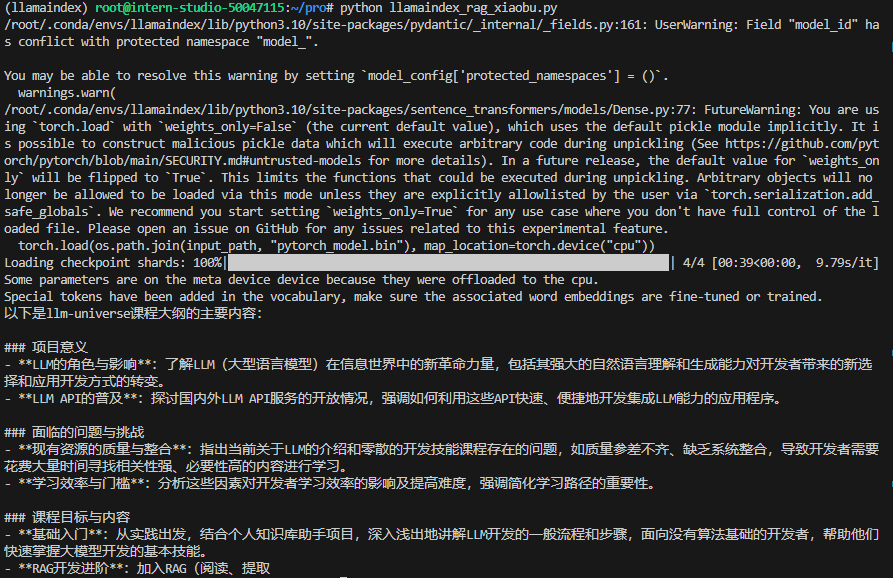 (llamaindex) root@intern-studio-50047115:~/pro# python llamaindex_rag_xiaobu.py
/root/.conda/envs/llamaindex/lib/python3.10/site-packages/pydantic/_internal/_fields.py:161: UserWarning: Field "model_id" ha
s conflict with protected namespace "model_".
You may be able to resolve this warning by setting `model_config['protected_namespaces'] = ()`.
warnings.warn(
/root/.conda/envs/llamaindex/lib/python3.10/site-packages/sentence_transformers/models/Dense.py:77: FutureWarning: You are us
ing `torch.load` with `weights_only=False` (the current default value), which uses the default pickle module implicitly. It i
s possible to construct malicious pickle data which will execute arbitrary code during unpickling (See https://github.com/pyt
orch/pytorch/blob/main/SECURITY.md#untrusted-models for more details). In a future release, the default value for `weights_on
ly` will be flipped to `True`. This limits the functions that could be executed during unpickling. Arbitrary objects will no
longer be allowed to be loaded via this mode unless they are explicitly allowlisted by the user via `torch.serialization.add_
safe_globals`. We recommend you start setting `weights_only=True` for any use case where you don't have full control of the l
oaded file. Please open an issue on GitHub for any issues related to this experimental feature.
torch.load(os.path.join(input_path, "pytorch_model.bin"), map_location=torch.device("cpu"))
Loading checkpoint shards: 100%| | 4/4 [00:39<00:00, 9.79s/it]
Some parameters are on the meta device device because they were offloaded to the cpu.
Special tokens have been added in the vocabulary, make sure the associated word embeddings are fine-tuned or trained.
以下是llm-universe课程大纲的主要内容:
### 项目意义
- **LLM的角色与影响**: 了解LLM（大型语言模型）在信息世界中的新革命力量，包括其强大的自然语言理解和生成能力对开发者带来的新选
择和应用开发方式的转变。
- **LLM API的普及**: 探讨国内外LLM API服务的开放情况，强调如何利用这些API快速、便捷地开发集成LLM能力的应用程序。
### 面临的问题与挑战
- **现有资源的质量与整合**: 指出当前关于LLM的介绍和零散的开发技能课程存在的问题，如质量参差不齐、缺乏系统整合，导致开发者需要
花费大量时间寻找相关性强、必要性高的内容进行学习。
- **学习效率与门槛**: 分析这些因素对开发者学习效率的影响及提高难度，强调简化学习路径的重要性。
### 课程目标与内容
- **基础入门**: 从实践出发，结合个人知识库助手项目，深入浅出地讲解LLM开发的一般流程和步骤，面向没有算法基础的开发者，帮助他们
快速掌握大模型开发的基本技能。
- **RAG开发进阶**: 加入RAG（阅读、提取